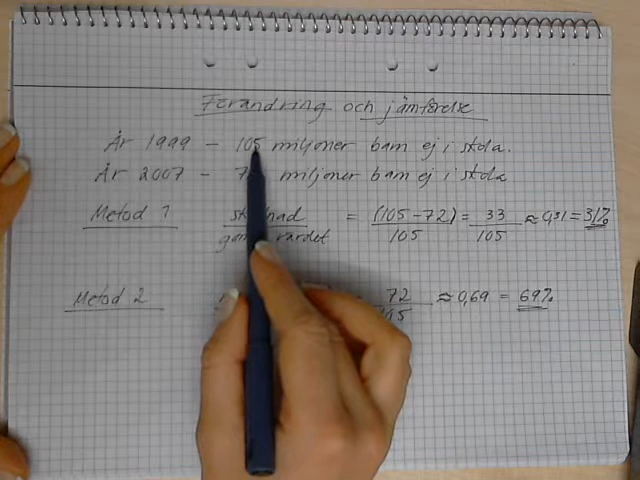 Förändring och jämförelse
År 1999 - 105 miljoner barn ej i skola.
År 2007 - 7 miljoner barn ej i skola
Metod 1 = (105-72) / 105 = 33 / 105 ≈ 0,31 = 31%
Metod 2 72 ≈ 0,69 = 69%